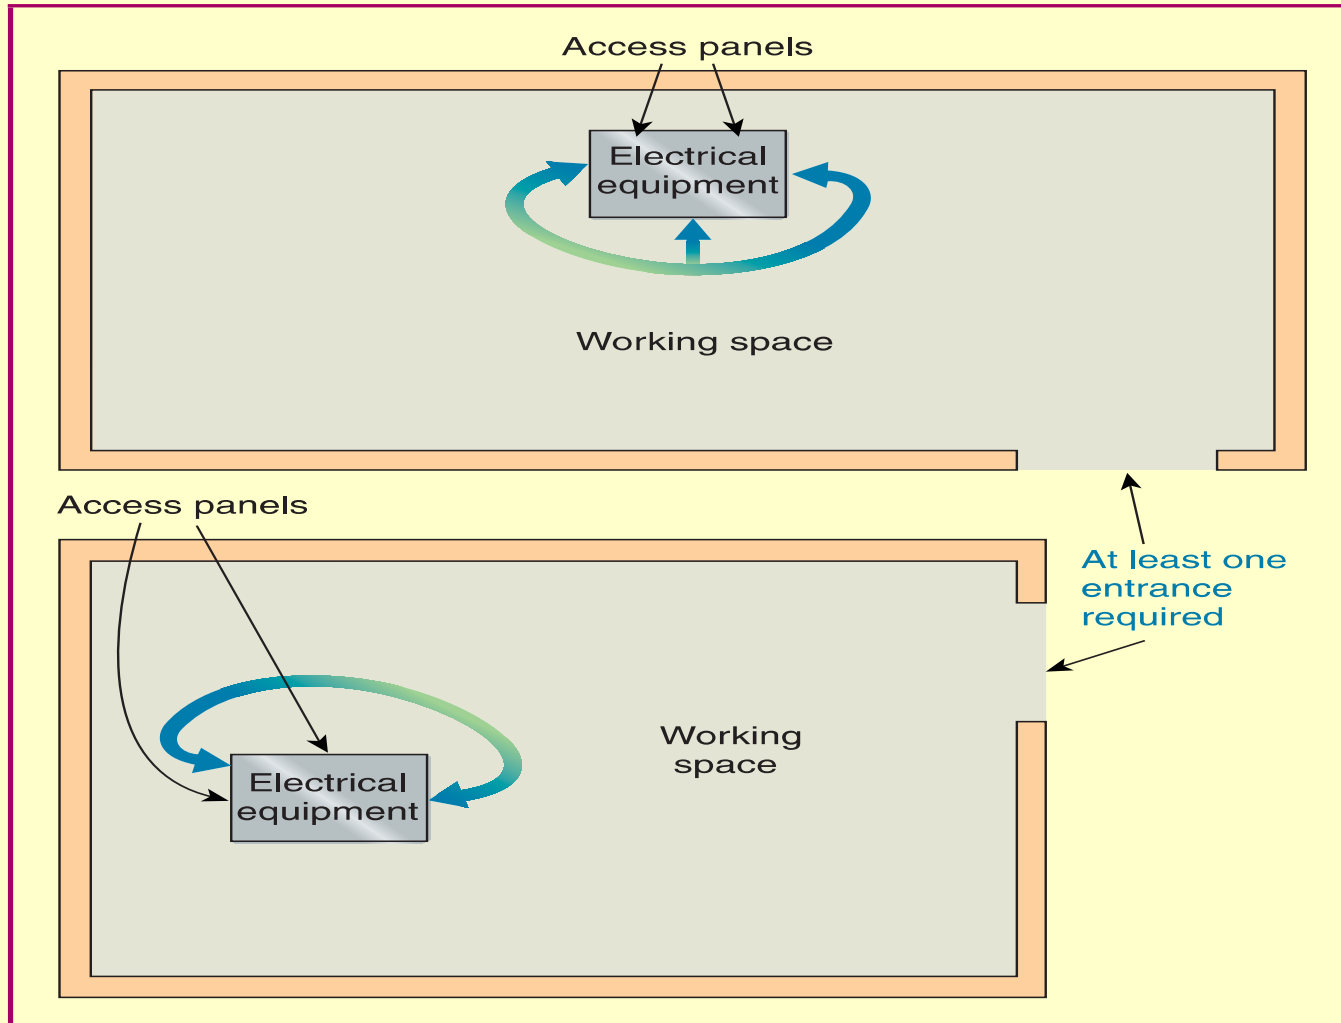 Access panels
Electrical
equipment
Working space
Access panels
At least one
entrance
required
Working
space
Electrical
equipment